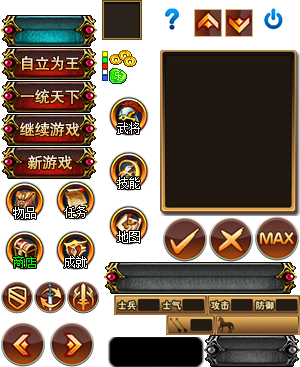 ?
自立为王
一统天下
继续游戏
新游戏
武将
技能
地图
物品
任务
商店
成就
MAX
士兵
士气
攻击
防御